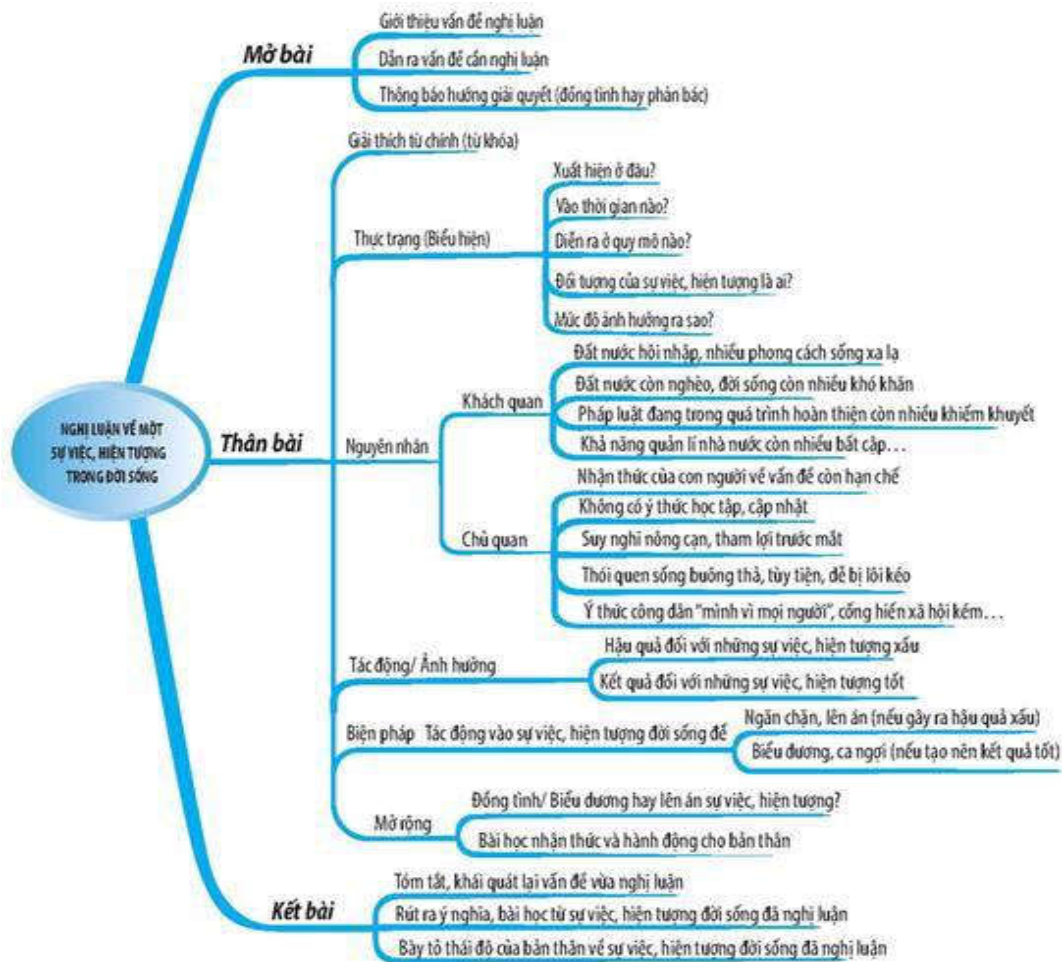 NGHỊ LUẬN VỀ MỘT
SỰ VIỆC, HIỆN TƯỢNG
TRONG ĐỜI SỐNG
Mở bài
Giới thiệu vấn đề nghị luận
Dẫn ra vấn đề cần nghị luận
Thông báo hướng giải quyết (đồng tình hay phản bác)
Thân bài
Giải thích từ chính (từ khóa)
Thực trạng (Biểu hiện)
Xuất hiện ở đâu?
Vào thời gian nào?
Diễn ra ở quy mô nào?
Đối tượng của sự việc, hiện tượng là ai?
Mức độ ảnh hưởng ra sao?
Nguyên nhân
Khách quan
Đất nước hội nhập, nhiều phong cách sống xa lạ
Đất nước còn nghèo, đời sống còn nhiều khó khăn
Pháp luật đang trong quá trình hoàn thiện còn nhiều khiếm khuyết
Khả năng quản lí nhà nước còn nhiều bất cập...
Chủ quan
Nhận thức của con người về vấn đề còn hạn chế
Không có ý thức học tập, cập nhật
Suy nghĩ nông cạn, tham lợi trước mắt
Thói quen sống buông thả, tùy tiện, dễ bị lôi kéo
Ý thức công dân "mình vì mọi người", cống hiến xã hội kém...
Tác động/ Ảnh hưởng
Hậu quả đối với những sự việc, hiện tượng xấu
Kết quả đối với những sự việc, hiện tượng tốt
Biện pháp Tác động vào sự việc, hiện tượng đời sống để
Ngăn chặn, lên án (nếu gây ra hậu quả xấu)
Biểu dương, ca ngợi (nếu tạo nên kết quả tốt)
Mở rộng
Đồng tình/ Biểu dương hay lên án sự việc, hiện tượng?
Bài học nhận thức và hành động cho bản thân
Kết bài
Tóm tắt, khái quát lại vấn đề vừa nghị luận
Rút ra ý nghĩa, bài học từ sự việc, hiện tượng đời sống đã nghị luận
Bày tỏ thái độ của bản thân về sự việc, hiện tượng đời sống đã nghị luận